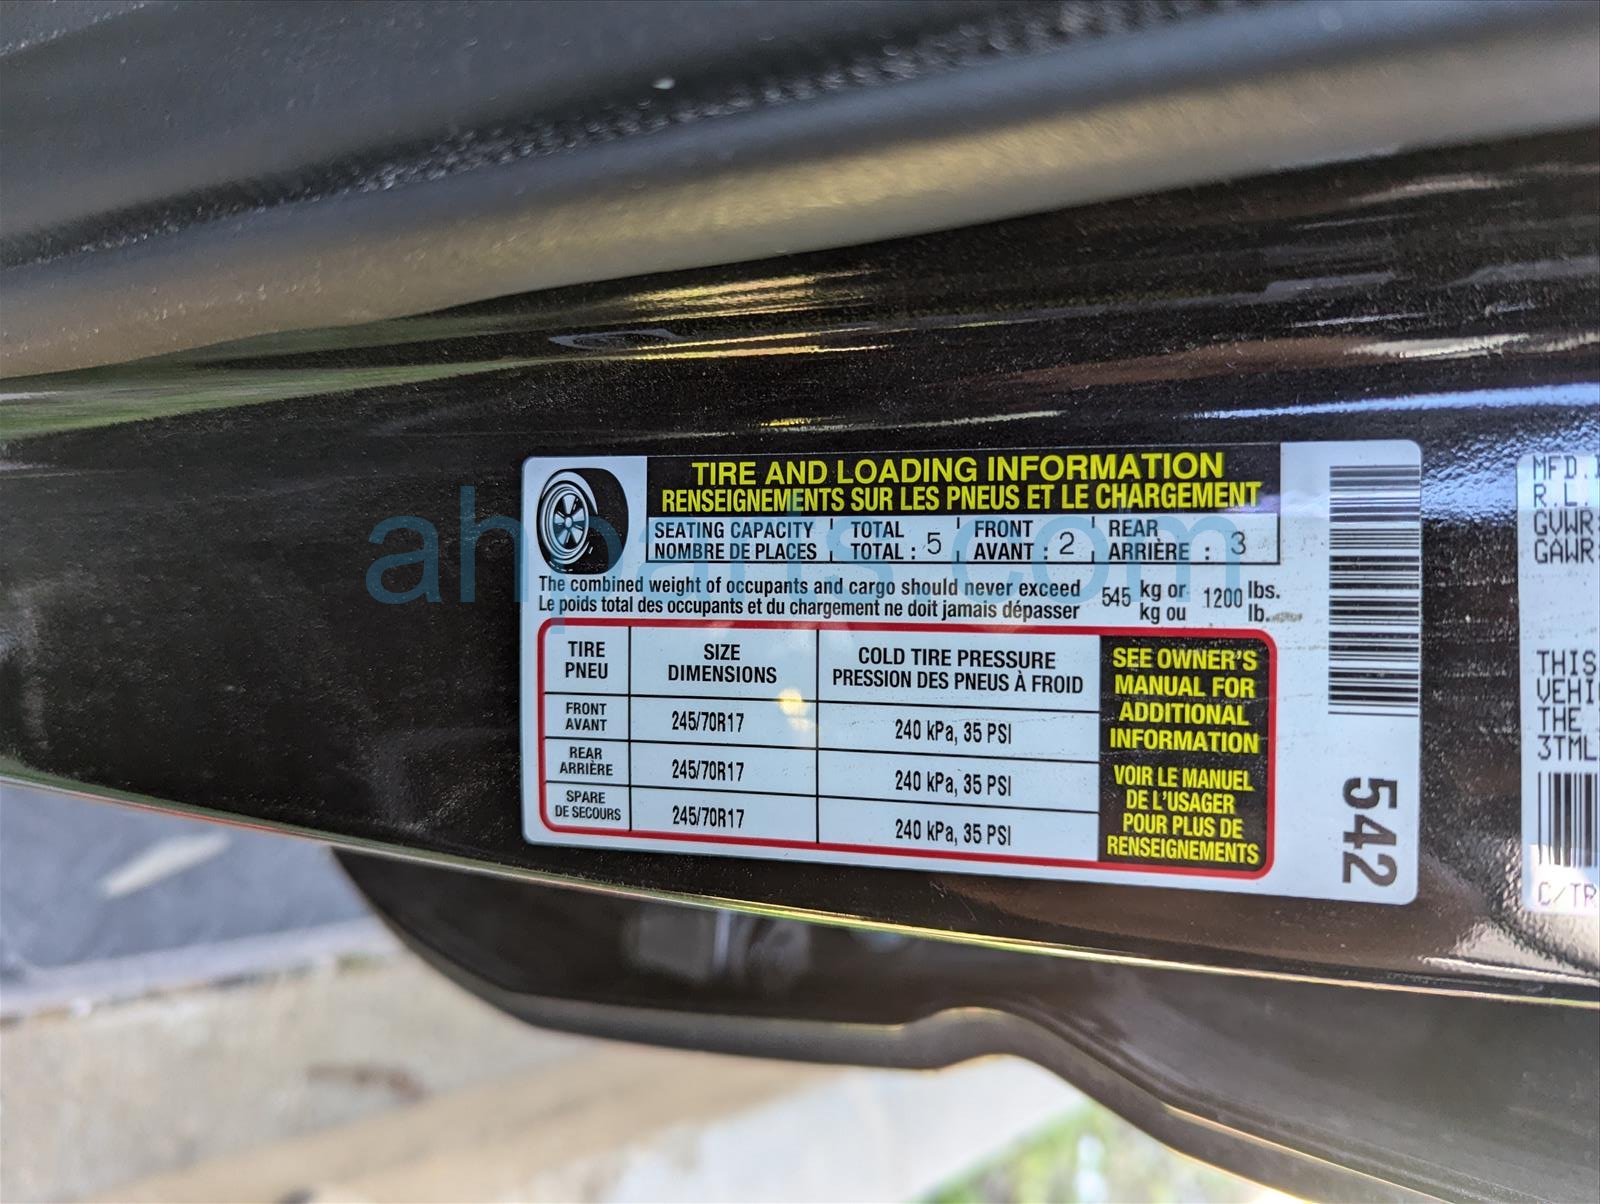 TIRE AND LOADING INFORMATION
RENSEIGNEMENTS SUR LES PNEUS ET LE CHARGEMENT
SEATING CAPACITY TOTAL FRONT REAR
NOMBRE DE PLACES TOTAL : 5 AVANT : 2 ARRIÈRE : 3
The combined weight of occupants and cargo should never exceed 545 kg or 1200 lbs.
Le poids total des occupants et du chargement ne doit jamais dépasser kg ou lb.
TIRE SIZE COLD TIRE PRESSURE
PNEU DIMENSIONS PRESSION DES PNEUS À FROID
FRONT
AVANT 245/70R17 240 kPa, 35 PSI
REAR
ARRIÈRE 245/70R17 240 kPa, 35 PSI
SPARE
DE SECOURS 245/70R17 240 kPa, 35 PSI
SEE OWNER'S
MANUAL FOR
ADDITIONAL
INFORMATION
VOIR LE MANUEL
DE L'USAGER
POUR PLUS DE
RENSEIGNEMENTS
542
MFD.
GVWR:
GAWR:
THIS
VEHI
THE
3TML
C/TR
ahparts.com